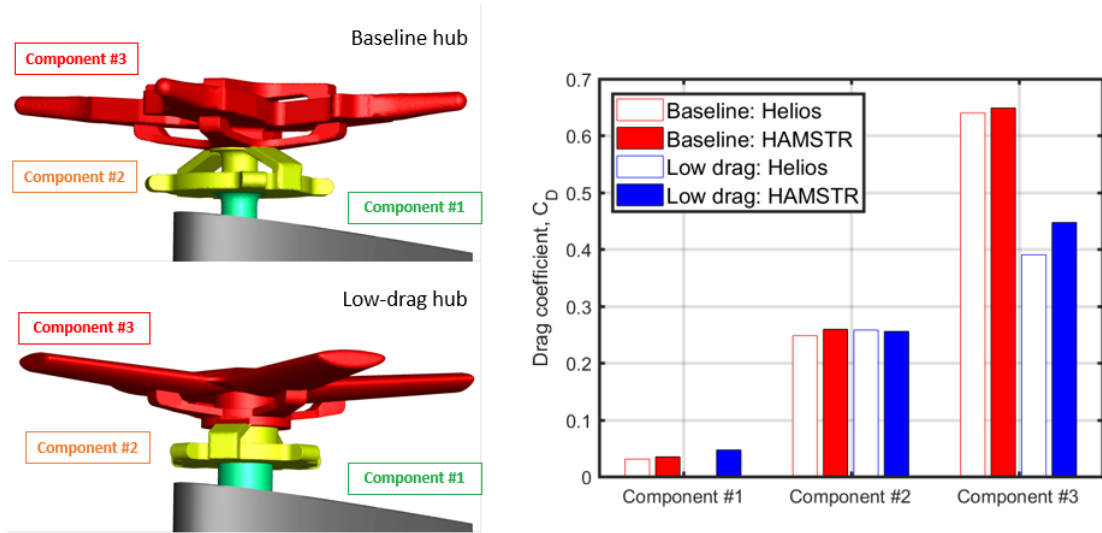 Baseline hub
Component #3
Component #2
Component #1
Low-drag hub
Component #3
Component #2
Component #1
0.7
0.6
0.5
0.4
0.3
0.2
0.1
0
Drag coefficient, C_D
Baseline: Helios
Baseline: HAMSTR
Low drag: Helios
Low drag: HAMSTR
Component #1
Component #2
Component #3